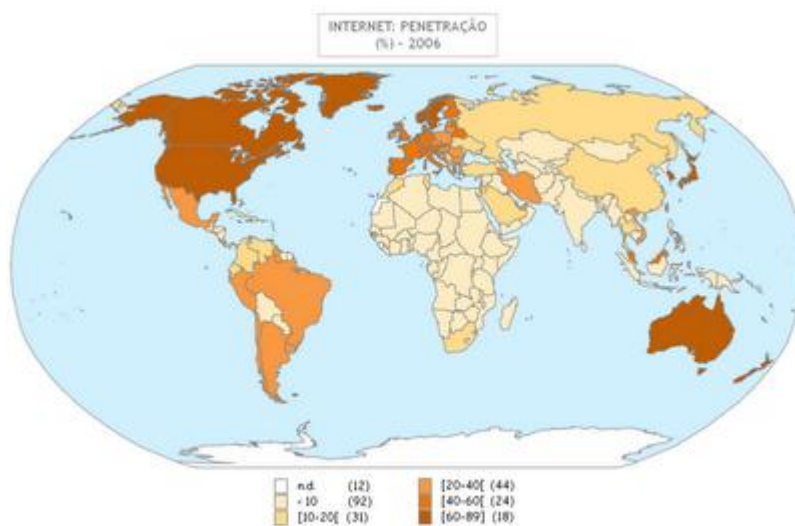 INTERNET: PENETRAÇÃO
(%) - 2006
n.d. (12)
< 10 (92)
[10-20[ (31)
[20-40[ (44)
[40-60[ (24)
[60-89] (18)